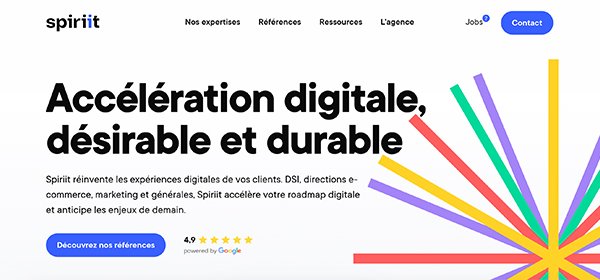 spiriit
Nos expertises
Références
Ressources
L'agence
Jobs
Contact
Accélération digitale,
désirable et durable
Spiriit réinvente les expériences digitales de vos clients. DSI, directions e-
commerce, marketing et générales, Spiriit accélère votre roadmap digitale
et anticipe les enjeux de demain.
Découvrez nos références
4,9
powered by Google